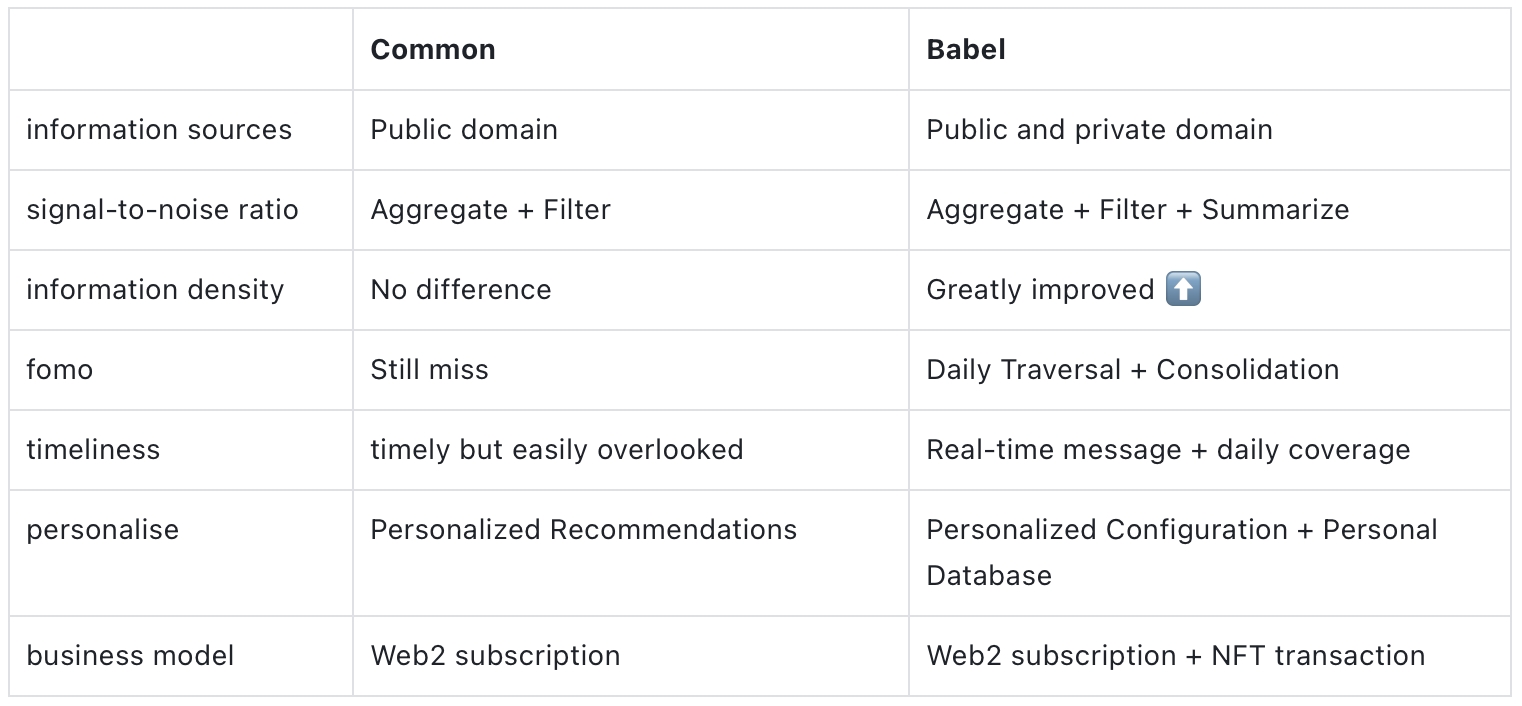 Common Babel
information sources Public domain Public and private domain
signal-to-noise ratio Aggregate + Filter Aggregate + Filter + Summarize
information density No difference Greatly improved ⬆️
fomo Still miss Daily Traversal + Consolidation
timeliness timely but easily overlooked Real-time message + daily coverage
personalise Personalized Recommendations Personalized Configuration + Personal
Database
business model Web2 subscription Web2 subscription + NFT transaction